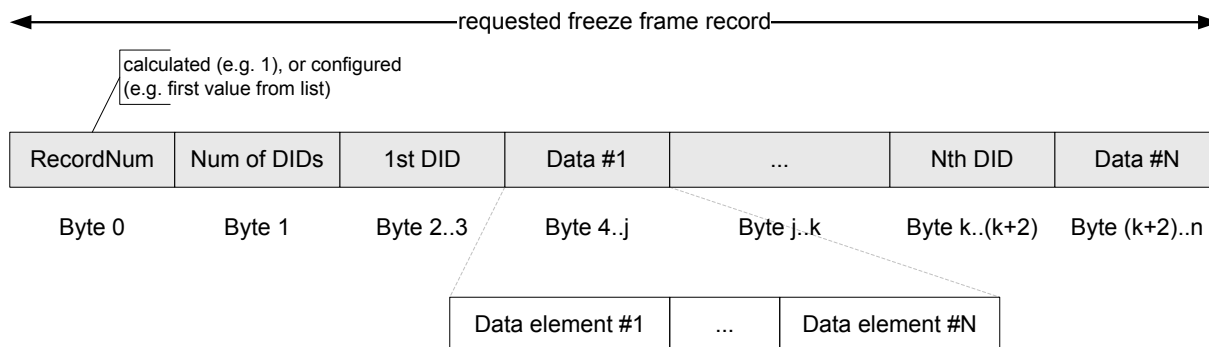 requested freeze frame record
calculated (e.g. 1), or configured
(e.g. first value from list)
RecordNum Num of DIDs 1st DID Data #1 ... Nth DID Data #N
Byte 0 Byte 1 Byte 2..3 Byte 4..j Byte j..k Byte k..(k+2) Byte (k+2)..n
Data element #1 ... Data element #N